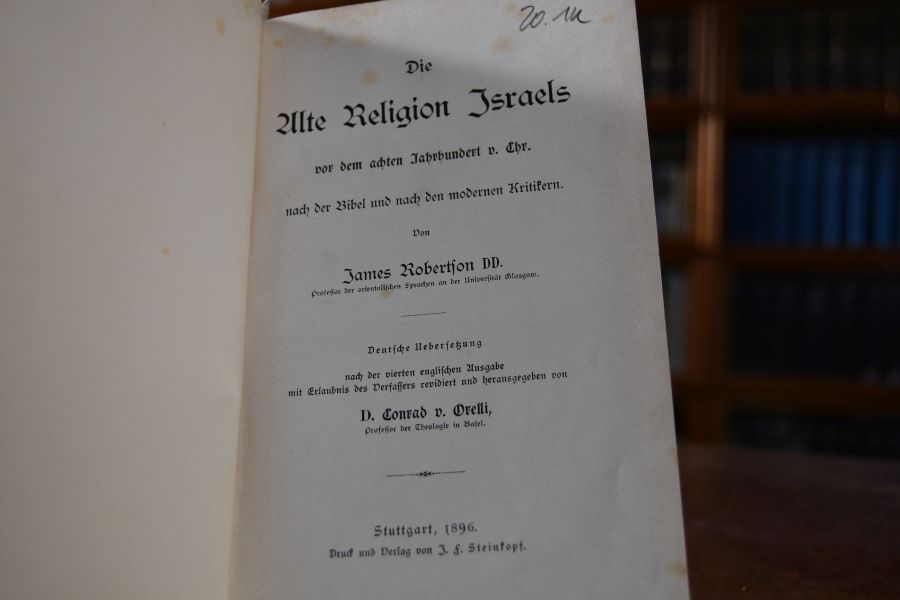 20.-
Die
Alte Religion Israels
vor dem achten Jahrhundert v. Chr.
nach der Bibel und nach den modernen Kritikern.
Von
James Robertson DD.
Professor der orientalischen Sprachen an der Universität Glasgow.
Deutsche Uebersetzung
nach der vierten englischen Ausgabe
mit Erlaubnis des Verfassers revidiert und herausgegeben von
D. Conrad v. Orelli,
Professor der Theologie in Basel.
Stuttgart, 1896.
Druck und Verlag von J. F. Steinkopf.